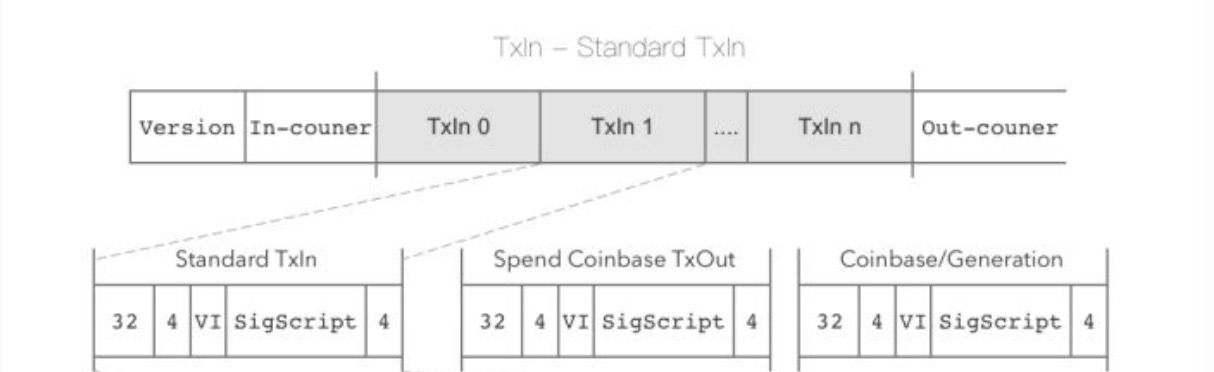 TxIn – Standard TxIn
Version In-couner TxIn 0 TxIn 1 .... TxIn n Out-couner
Standard TxIn Spend Coinbase TxOut Coinbase/Generation
32 4 VI SigScript 4 32 4 VI SigScript 4 32 4 VI SigScript 4